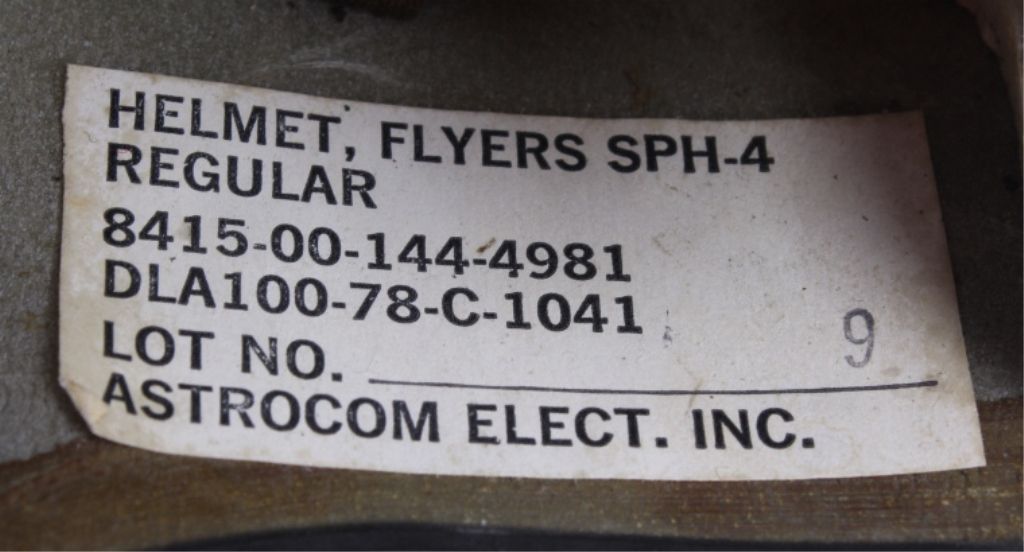 HELMET, FLYERS SPH-4
REGULAR
8415-00-144-4981
DLA100-78-C-1041
LOT NO. 9
ASTROCOM ELECT. INC.